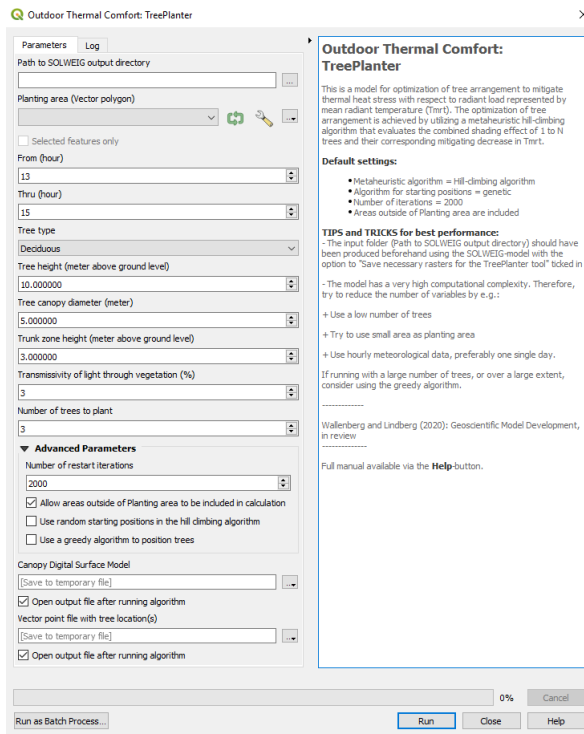 Outdoor Thermal Comfort: TreePlanter
Parameters
Log
Path to SOLWEIG output directory
...
Planting area (Vector polygon)
...
Selected features only
From (hour)
13
Thru (hour)
15
Tree type
Deciduous
Tree height (meter above ground level)
10.000000
Tree canopy diameter (meter)
5.000000
Trunk zone height (meter above ground level)
3.000000
Transmissivity of light through vegetation (%)
3
Number of trees to plant
3
Advanced Parameters
Number of restart iterations
2000
Allow areas outside of Planting area to be included in calculation
Use random starting positions in the hill climbing algorithm
Use a greedy algorithm to position trees
Canopy Digital Surface Model
[Save to temporary file]
...
Open output file after running algorithm
Vector point file with tree location(s)
[Save to temporary file]
...
Open output file after running algorithm
Outdoor Thermal Comfort:
TreePlanter
This is a model for optimization of tree arrangement to mitigate
thermal heat stress with respect to radiant load represented by
mean radiant temperature (Tmrt). The optimization of tree
arrangement is achieved by utilizing a metaheuristic hill-dimbing
algorithm that evaluates the combined shading effect of 1 to N
trees and their corresponding mitigating decrease in Tmrt.
Default settings:
•Metaheuristic algorithm = Hill-climbing algorithm
•Algorithm for starting positions = genetic
•Number of iterations = 2000
•Areas outside of Planting area are included
TIPS and TRICKS for best performance:
- The input folder (Path to SOLWEIG output directory) should have
been produced beforehand using the SOLWEIG-model with the
option to "Save necessary rasters for the TreePlanter tool" ticked in
- The model has a very high computational complexity. Therefore,
try to reduce the number of variables by e.g.:
+ Use a low number of trees
+ Try to use small area as planting area
+ Use hourly meteorological data, preferably one single day.
If running with a large number of trees, or over a large extent,
consider using the greedy algorithm.
-------------
Wallenberg and Lindberg (2020): Geoscientific Model Development,
in review
-------------
Full manual available via the Help-button.
0%
Cancel
Run as Batch Process...
Run
Close
Help